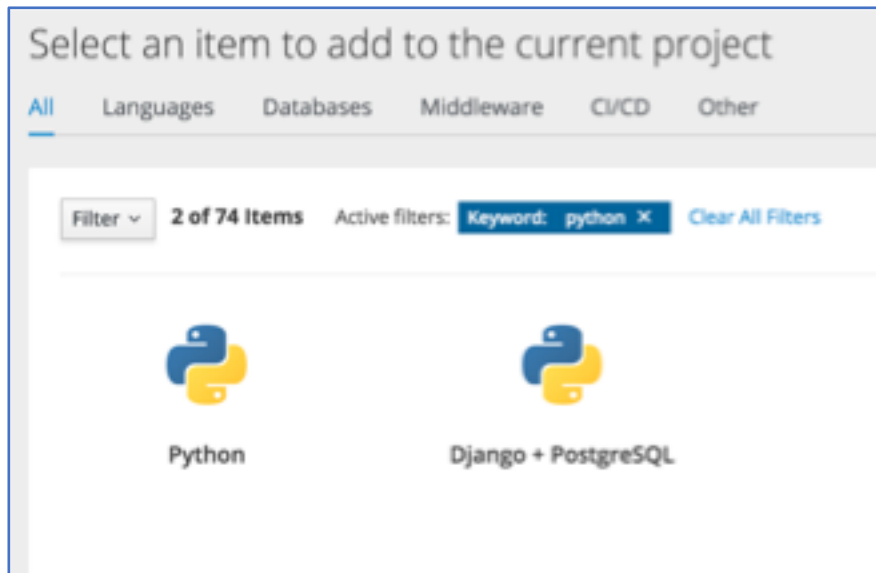 Select an item to add to the current project
All Languages Databases Middleware CI/CD Other
Filter 2 of 74 Items Active filters: Keyword: python × Clear All Filters
Python Django + PostgreSQL